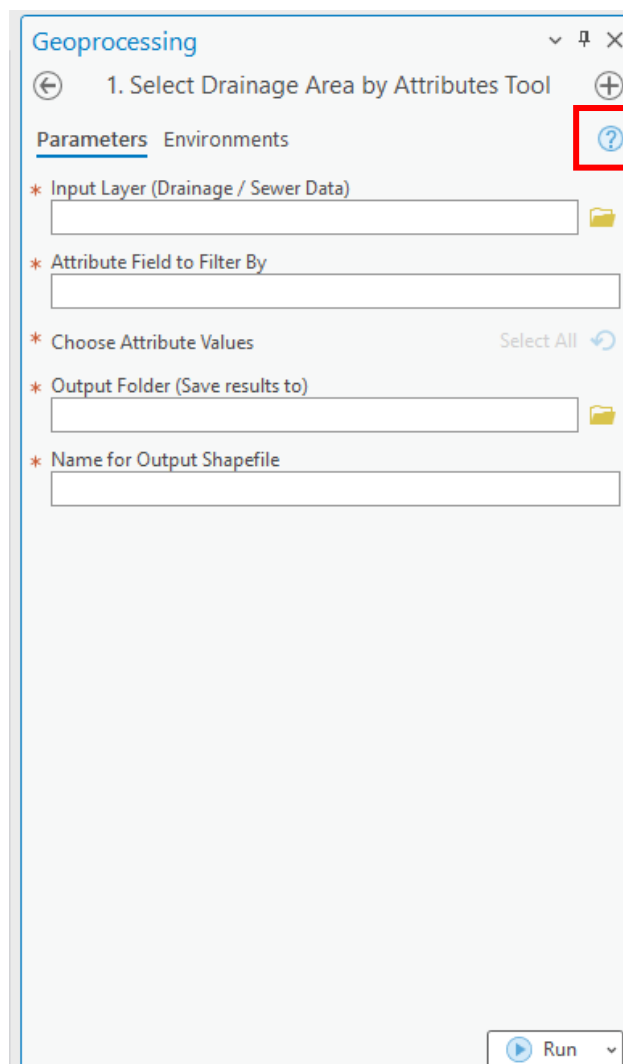 Geoprocessing
1. Select Drainage Area by Attributes Tool
Parameters Environments
?
* Input Layer (Drainage / Sewer Data)
* Attribute Field to Filter By
* Choose Attribute Values Select All
* Output Folder (Save results to)
* Name for Output Shapefile
Run